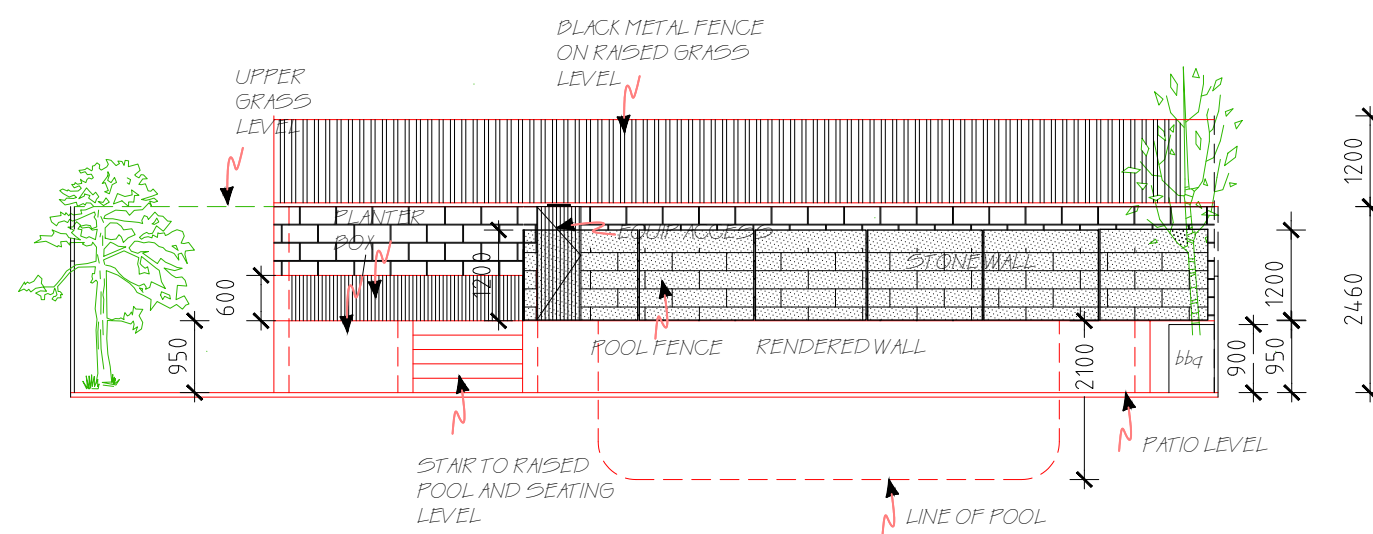 BLACK METAL FENCE
ON RAISED GRASS
LEVEL
UPPER
GRASS
LEVEL
1200
PLANTER
BOX
EQUIP ACCESS
STONE WALL
1200
600
1200
2460
950
POOL FENCE
RENDERED WALL
2100
bbq
900
950
PATIO LEVEL
STAIR TO RAISED
POOL AND SEATING
LEVEL
LINE OF POOL